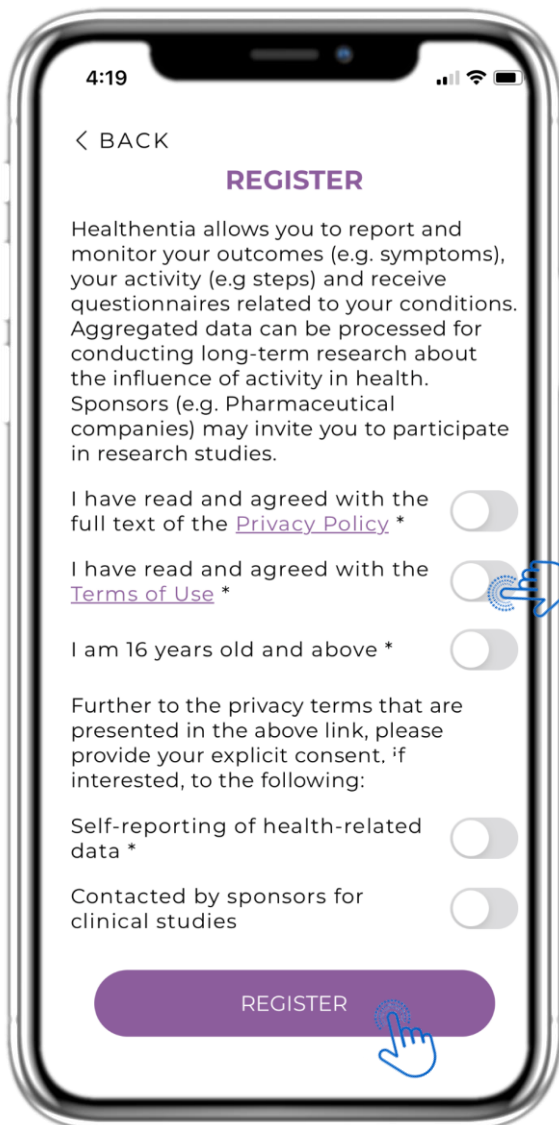 4:19
< BACK
REGISTER
Healthentia allows you to report and
monitor your outcomes (e.g. symptoms),
your activity (e.g steps) and receive
questionnaires related to your conditions.
Aggregated data can be processed for
conducting long-term research about
the influence of activity in health.
Sponsors (e.g. Pharmaceutical
companies) may invite you to participate
in research studies.
I have read and agreed with the
full text of the Privacy Policy *
I have read and agreed with the
Terms of Use *
I am 16 years old and above *
Further to the privacy terms that are
presented in the above link, please
provide your explicit consent, if
interested, to the following:
Self-reporting of health-related
data *
Contacted by sponsors for
clinical studies
REGISTER